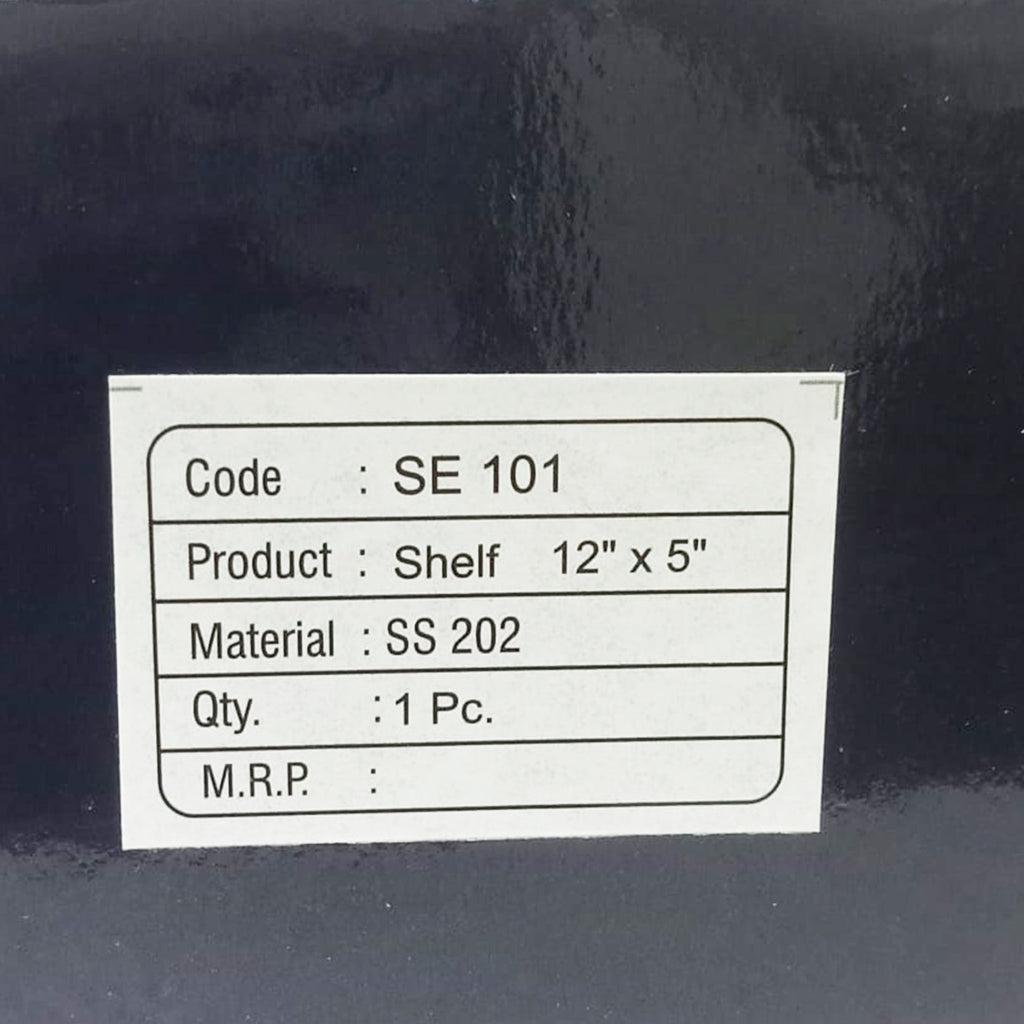 Code : SE 101
Product : Shelf 12" x 5"
Material : SS 202
Qty. : 1 Pc.
M.R.P. :